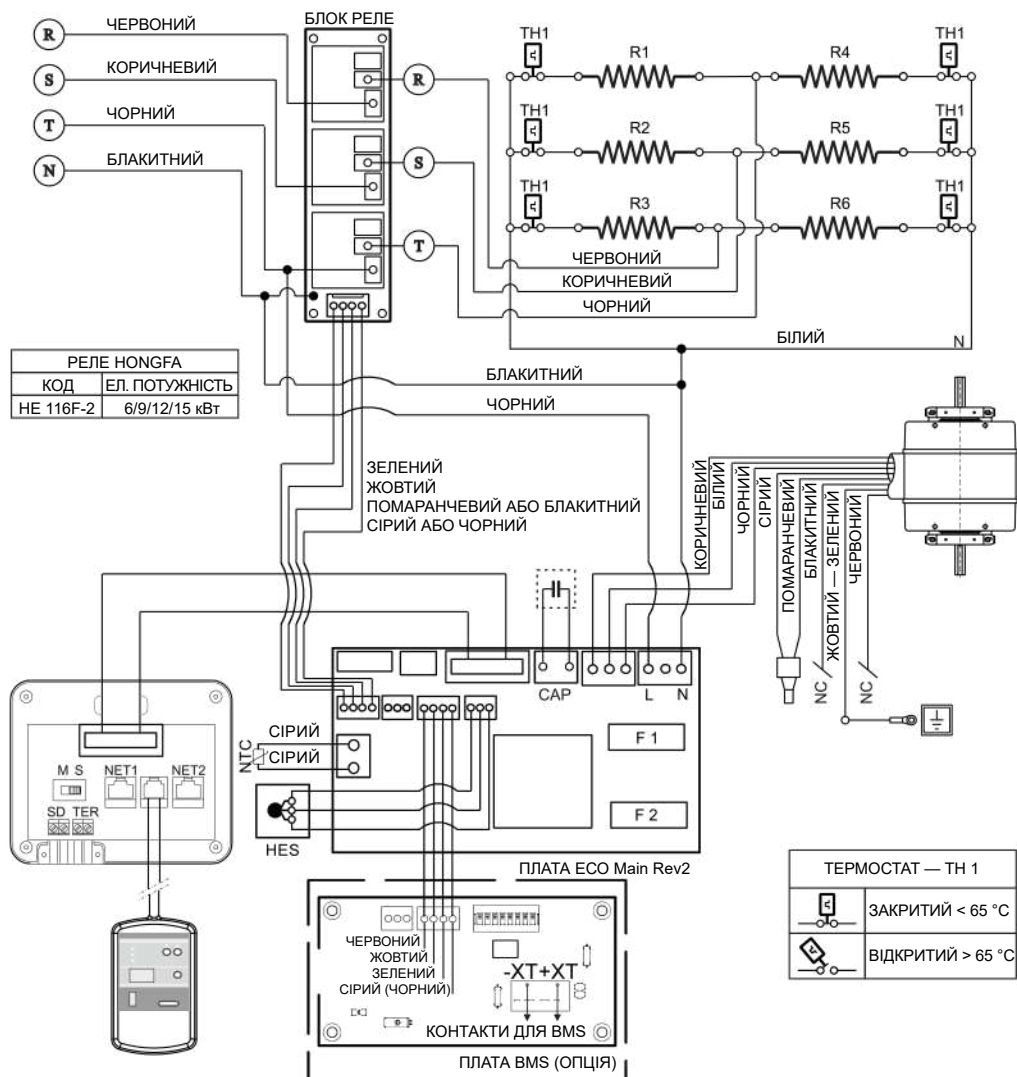 БЛОК РЕЛЕ
R
ЧЕРВОНИЙ
S
КОРИЧНЕВИЙ
T
ЧОРНИЙ
N
БЛАКИТНИЙ
R
S
T
TH1
R1
R4
TH1
TH1
R2
R5
TH1
TH1
R3
R6
TH1
ЧЕРВОНИЙ
КОРИЧНЕВИЙ
ЧОРНИЙ
БІЛИЙ
N
РЕЛЕ HONGFA
КОД ЕЛ. ПОТУЖНІСТЬ
HE 116F-2 6/9/12/15 кВт
БЛАКИТНИЙ
ЧОРНИЙ
ЗЕЛЕНИЙ
ЖОВТИЙ
ПОМАРАНЧЕВИЙ АБО БЛАКИТНИЙ
СІРИЙ АБО ЧОРНИЙ
КОРИЧНЕВИЙ
БІЛИЙ
ЧОРНИЙ
СІРИЙ
ПОМАРАНЧЕВИЙ
БЛАКИТНИЙ
ЖОВТИЙ — ЗЕЛЕНИЙ
ЧЕРВОНИЙ
NC
NC
CAP
L
N
F 1
F 2
NTC
СІРИЙ
СІРИЙ
HES
M S
NET1
NET2
SD TER
ПЛАТА ECO Main Rev2
ЧЕРВОНИЙ
ЖОВТИЙ
ЗЕЛЕНИЙ
СІРИЙ (ЧОРНИЙ)
-XT+XT
КОНТАКТИ ДЛЯ BMS
ПЛАТА BMS (ОПЦІЯ)
ТЕРМОСТАТ — TH 1
ЗАКРИТИЙ < 65 °C
ВІДКРИТИЙ > 65 °C